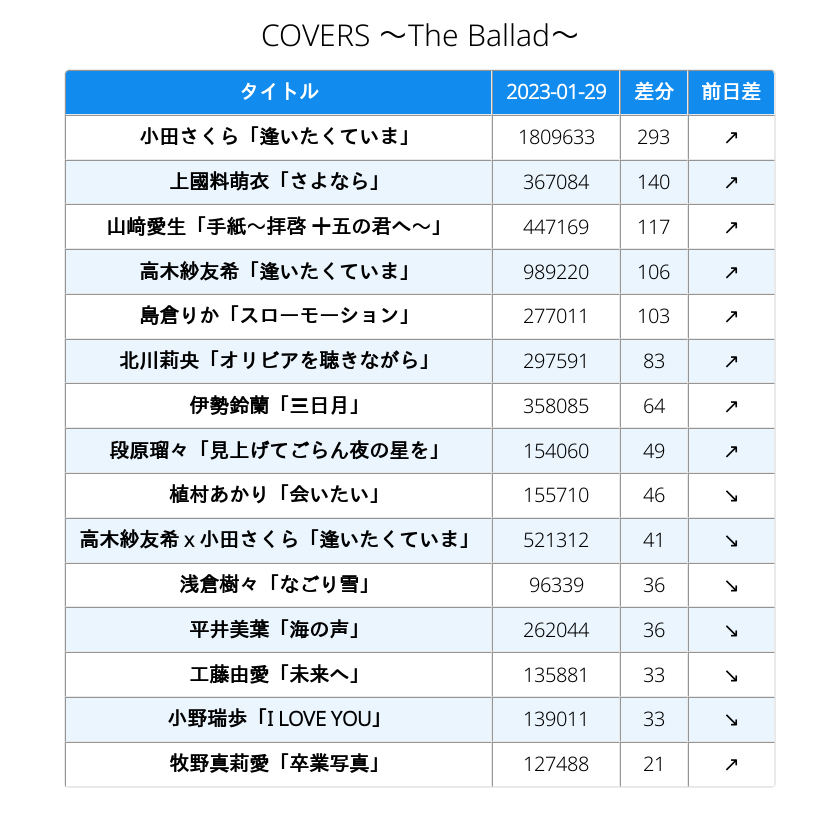 COVERS ～The Ballad～
タイトル 2023-01-29 差分 前日差
小田さくら「逢いたくていま」 1809633 293 ↗
上國料萌衣「さよなら」 367084 140 ↗
山﨑愛生「手紙～拝啓 十五の君へ～」 447169 117 ↗
高木紗友希「逢いたくていま」 989220 106 ↗
島倉りか「スローモーション」 277011 103 ↗
北川莉央「オリビアを聴きながら」 297591 83 ↗
伊勢鈴蘭「三日月」 358085 64 ↗
段原瑠々「見上げてごらん夜の星を」 154060 49 ↗
植村あかり「会いたい」 155710 46 ↘
高木紗友希 x 小田さくら「逢いたくていま」 521312 41 ↘
浅倉樹々「なごり雪」 96339 36 ↘
平井美葉「海の声」 262044 36 ↘
工藤由愛「未来へ」 135881 33 ↘
小野瑞歩「I LOVE YOU」 139011 33 ↘
牧野真莉愛「卒業写真」 127488 21 ↗